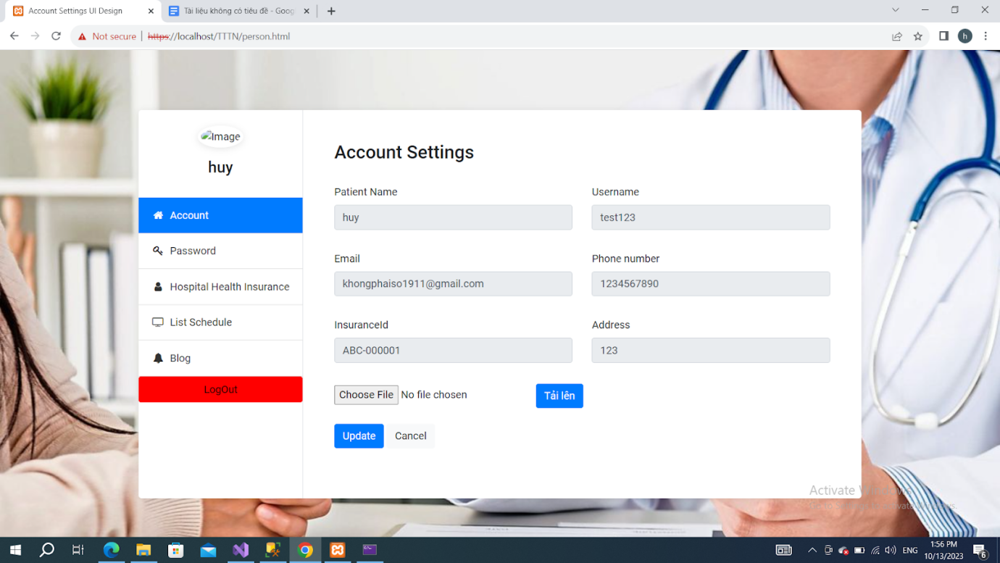 Account Settings UI Design
Tài liệu không có tiêu đề - Goog
Not secure
https://localhost/TTTN/person.html
h
Image
huy
Account
Password
Hospital Health Insurance
List Schedule
Blog
LogOut
Account Settings
Patient Name
Username
huy
test123
Email
Phone number
khongphaiso1911@gmail.com
1234567890
InsuranceId
Address
ABC-000001
123
Choose File No file chosen
Tải lên
Update
Cancel
Activate Windows
ENG
1:56 PM
10/13/2023
6